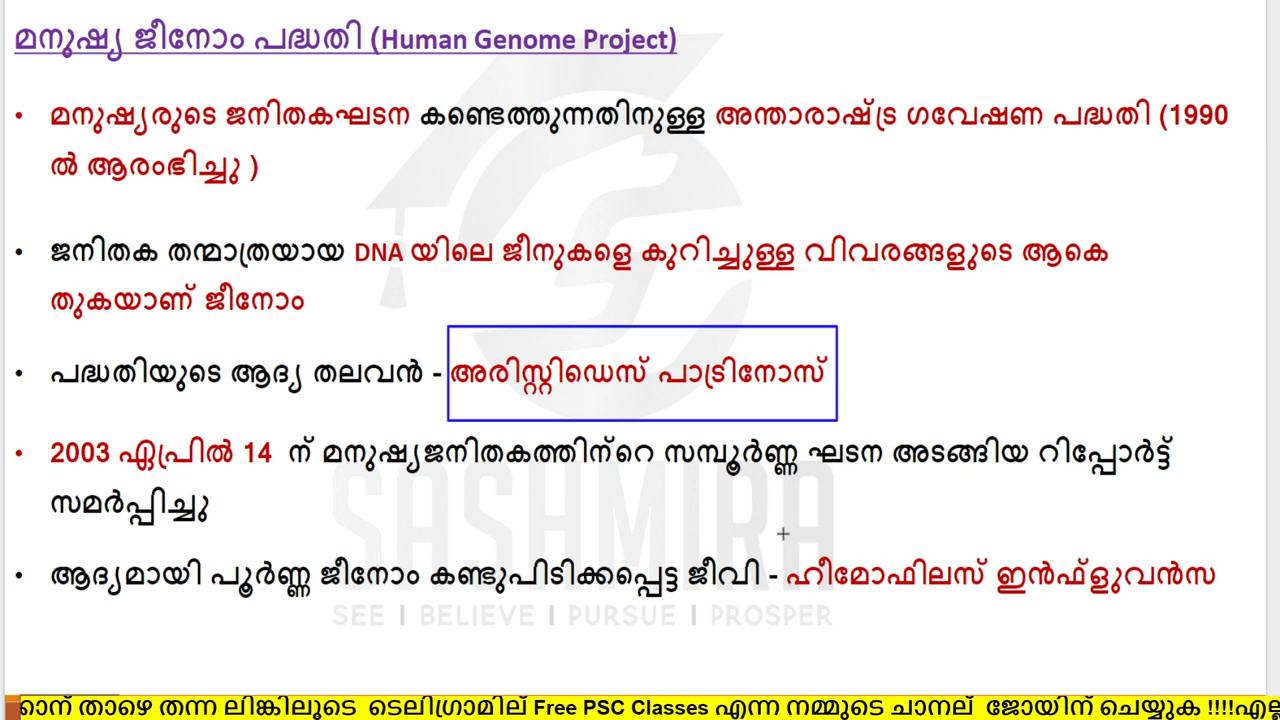 മനുഷ്യ ജീനോം പദ്ധതി (Human Genome Project)
• മനുഷ്യരുടെ ജനിതകഘടന കണ്ടെത്തുന്നതിനുള്ള അന്താരാഷ്ട്ര ഗവേഷണ പദ്ധതി (1990
ൽ ആരംഭിച്ചു )
• ജനിതക തന്മാത്രയായ DNA യിലെ ജീനുകളെ കുറിച്ചുള്ള വിവരങ്ങളുടെ ആകെ
തുകയാണ് ജീനോം
• പദ്ധതിയുടെ ആദ്യ തലവൻ - അരിസ്റ്റിഡെസ് പാട്രിനോസ്
• 2003 ഏപ്രിൽ 14 ന് മനുഷ്യജനിതകത്തിന്റെ സമ്പൂർണ്ണ ഘടന അടങ്ങിയ റിപ്പോർട്ട്
സമർപ്പിച്ചു
• ആദ്യമായി പൂർണ്ണ ജീനോം കണ്ടുപിടിക്കപ്പെട്ട ജീവി - ഹീമോഫിലസ് ഇൻഫ്ളുവൻസ
SASHMIRA
SEE | BELIEVE | PURSUE | PROSPER
താഴെ തന്ന ലിങ്കിലൂടെ ടെലിഗ്രാമില് Free PSC Classes എന്ന നമ്മുടെ ചാനല് ജോയിന് ചെയ്യുക !!!!